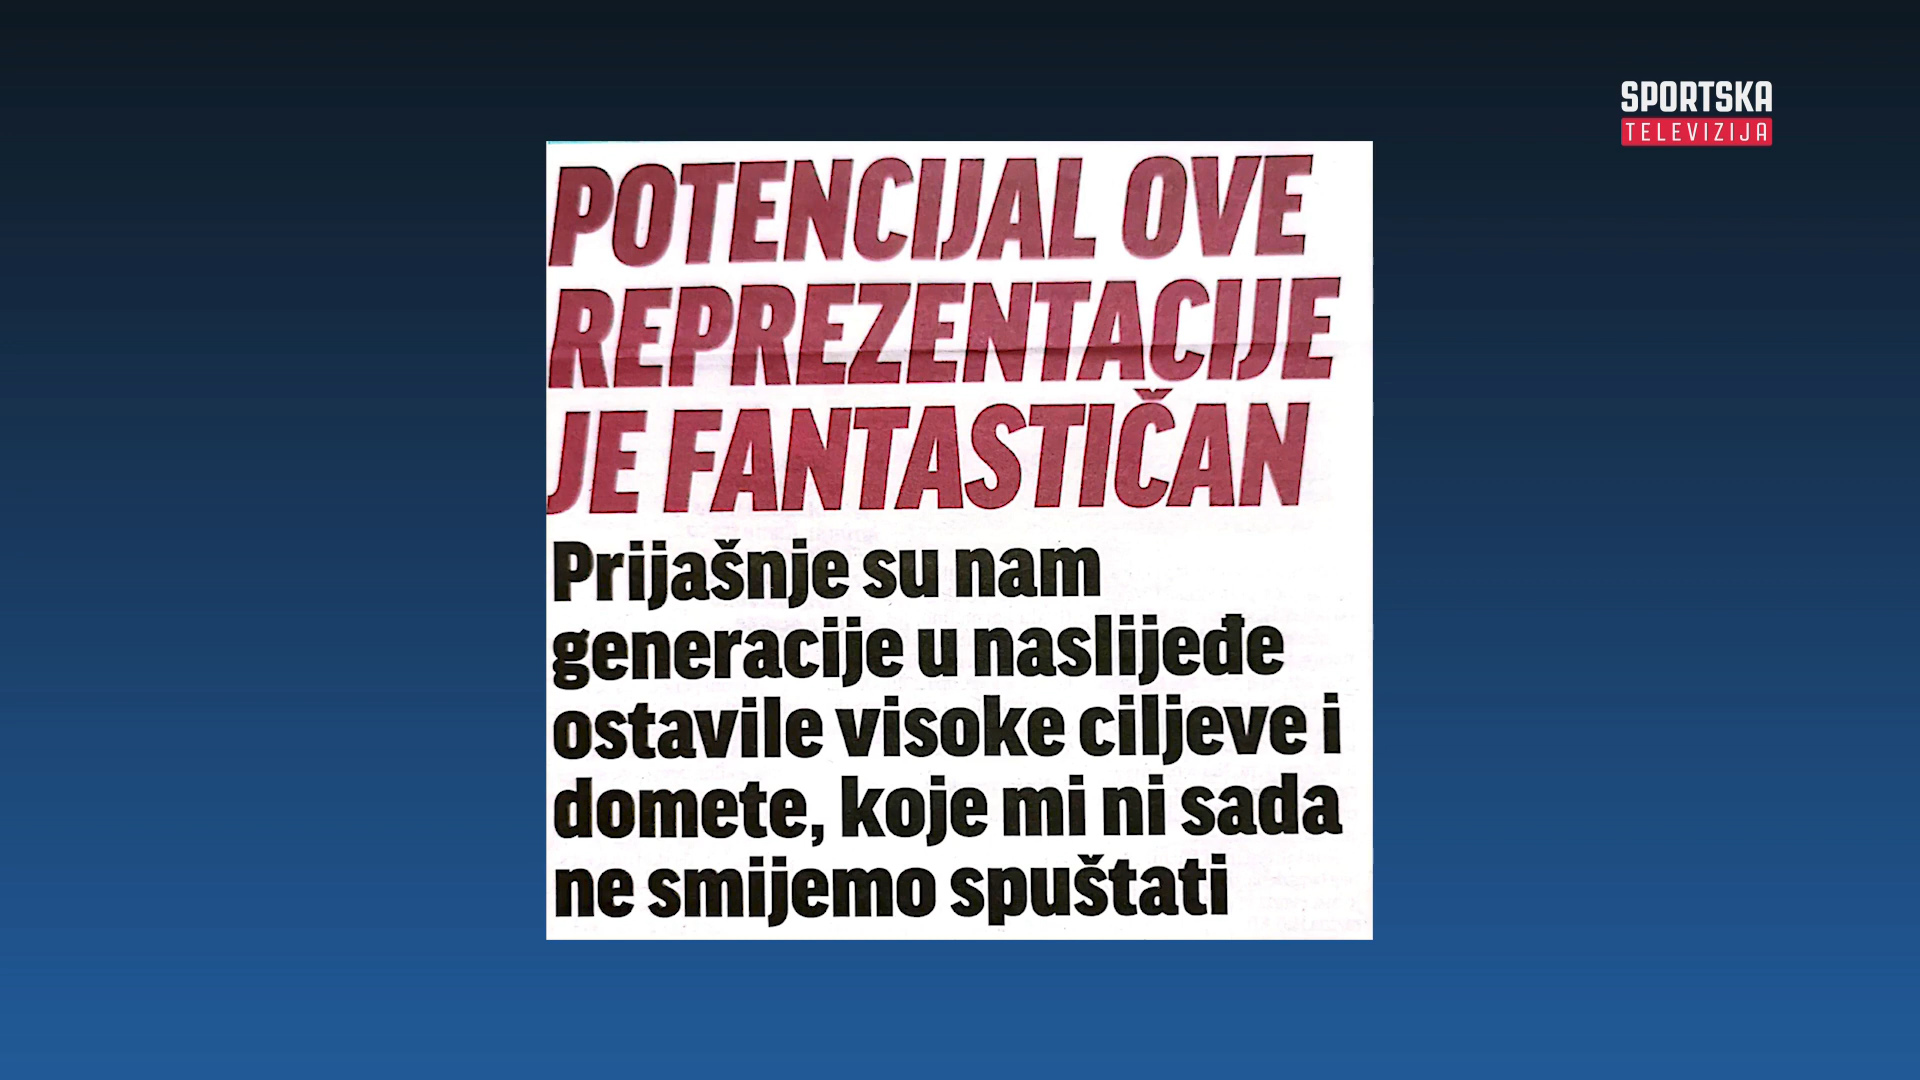 SPORTSKA
TELEVIZIJA
POTENCIJAL OVE
REPREZENTACIJE
JE FANTASTIČAN
Prijašnje su nam
generacije u naslijeđe
ostavile visoke ciljeve i
domete, koje mi ni sada
ne smijemo spuštati